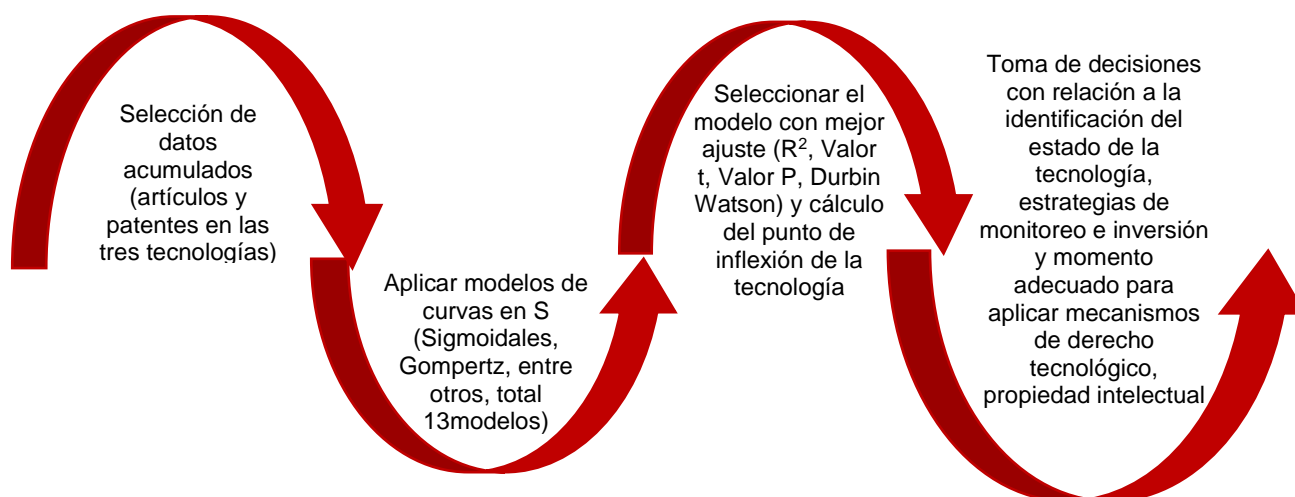 Selección de
datos
acumulados
(artículos y
patentes en las
tres tecnologías)
Aplicar modelos de
curvas en S
(Sigmoidales,
Gompertz, entre
otros, total
13modelos)
Seleccionar el
modelo con mejor
ajuste (R², Valor
t, Valor P, Durbin
Watson) y cálculo
del punto de
inflexión de la
tecnología
Toma de decisiones
con relación a la
identificación del
estado de la
tecnología,
estrategias de
monitoreo e inversión
y momento
adecuado para
aplicar mecanismos
de derecho
tecnológico,
propiedad intelectual